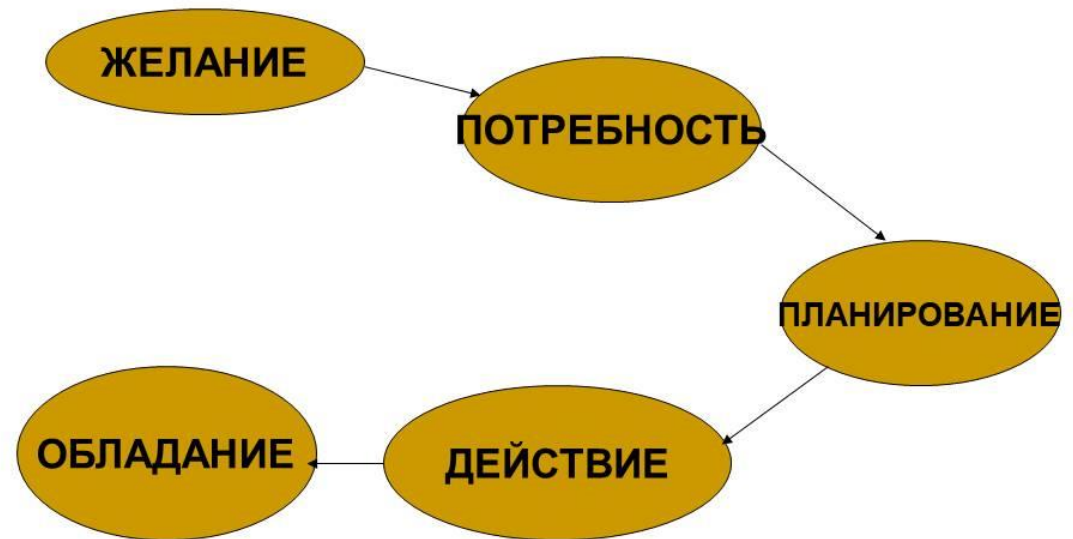 ЖЕЛАНИЕ
ПОТРЕБНОСТЬ
ПЛАНИРОВАНИЕ
ДЕЙСТВИЕ
ОБЛАДАНИЕ